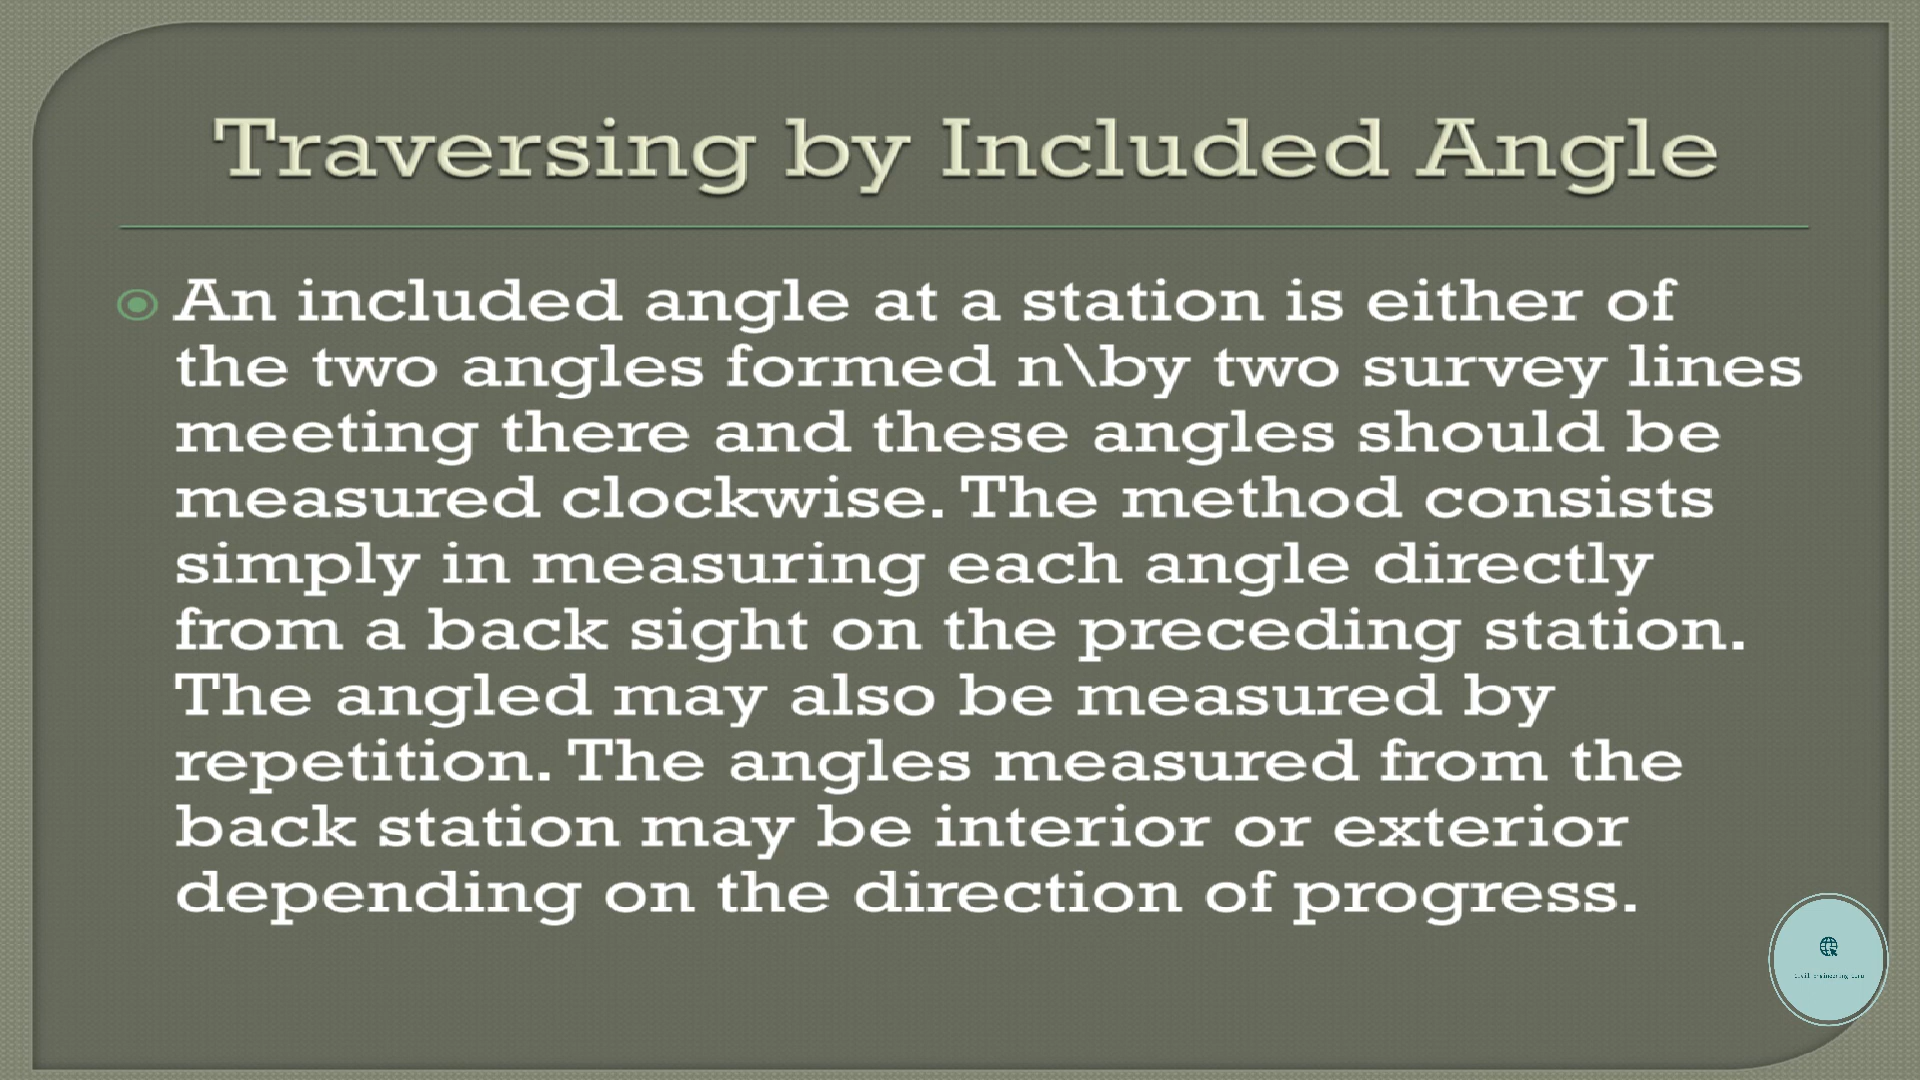 Traversing by Included Angle
An included angle at a station is either of
the two angles formed n\by two survey lines
meeting there and these angles should be
measured clockwise. The method consists
simply in measuring each angle directly
from a back sight on the preceding station.
The angled may also be measured by
repetition. The angles measured from the
back station may be interior or exterior
depending on the direction of progress.